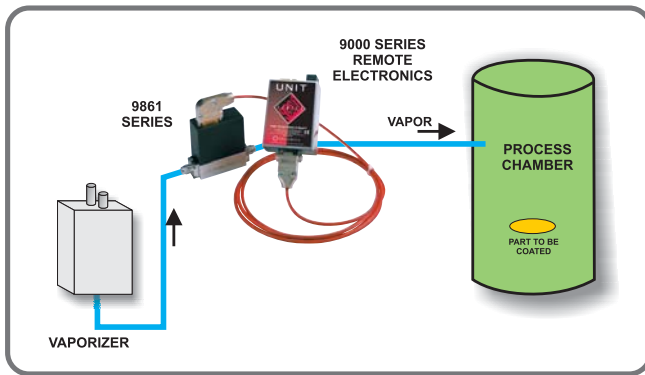 9000 SERIES
REMOTE
ELECTRONICS
9861
SERIES
UNIT
VAPOR
PROCESS
CHAMBER
PART TO BE
COATED
VAPORIZER